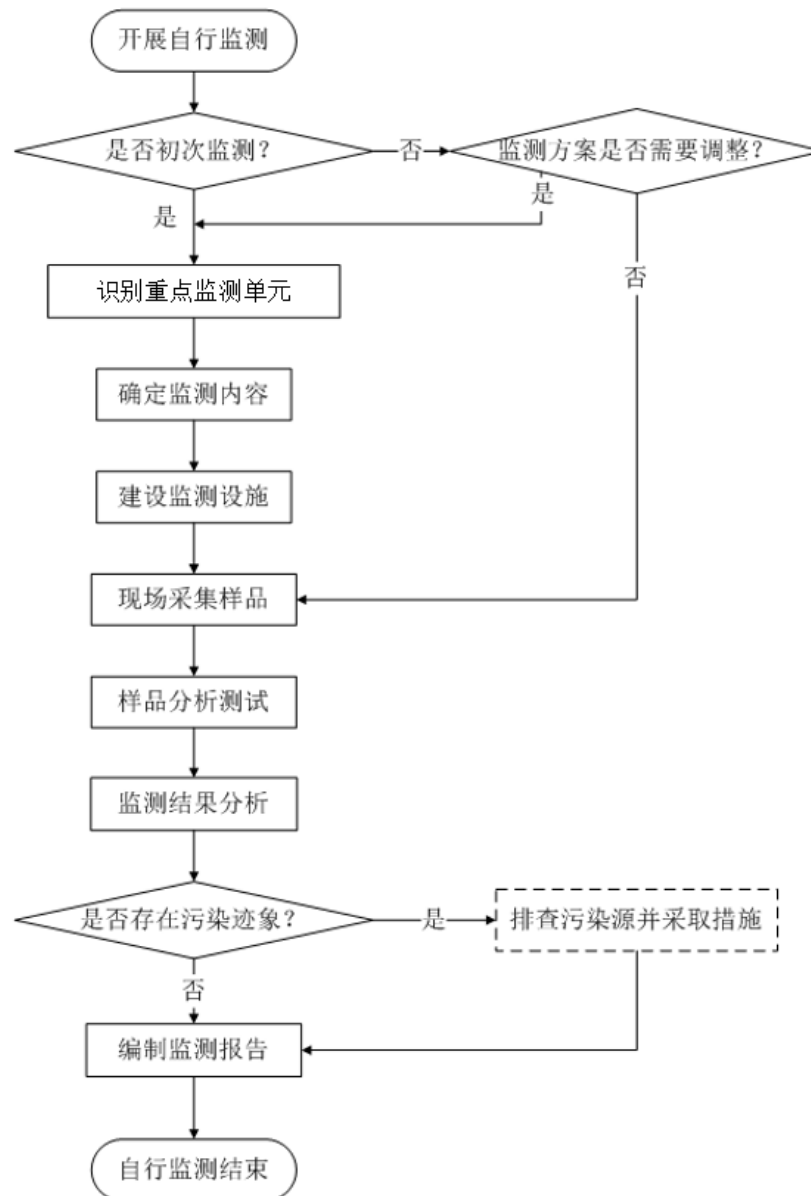 开展自行监测
是否初次监测？
否
监测方案是否需要调整？
是
是
否
识别重点监测单元
确定监测内容
建设监测设施
现场采集样品
样品分析测试
监测结果分析
是否存在污染迹象？
是
排查污染源并采取措施
否
编制监测报告
自行监测结束